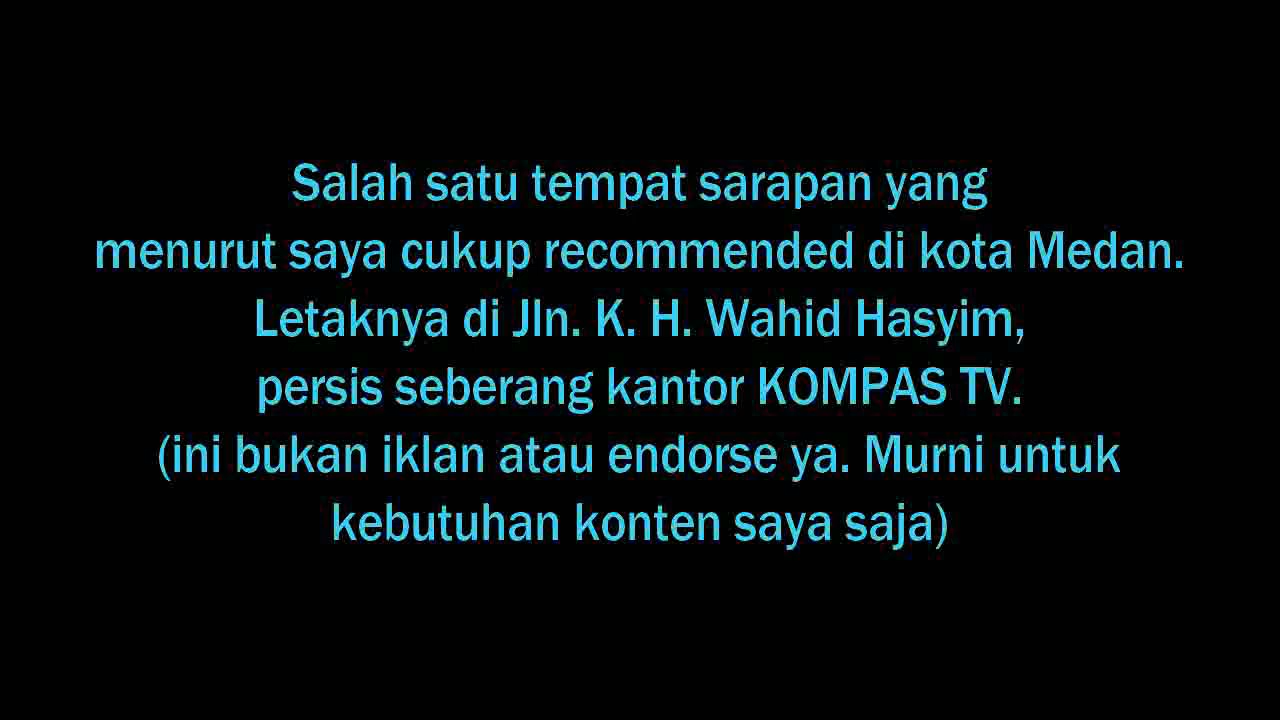 Salah satu tempat sarapan yang
menurut saya cukup recommended di kota Medan.
Letaknya di Jln. K. H. Wahid Hasyim,
persis seberang kantor KOMPAS TV.
(ini bukan iklan atau endorse ya. Murni untuk
kebutuhan konten saya saja)